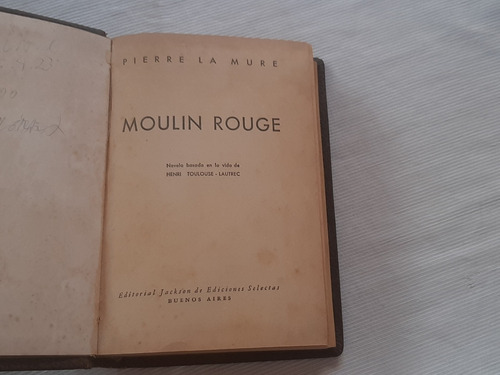 PIERRE LA MURE
MOULIN ROUGE
Novela basada en la vida de
HENRI TOULOUSE-LAUTREC
Editorial Jackson de Ediciones Selectas
BUENOS AIRES